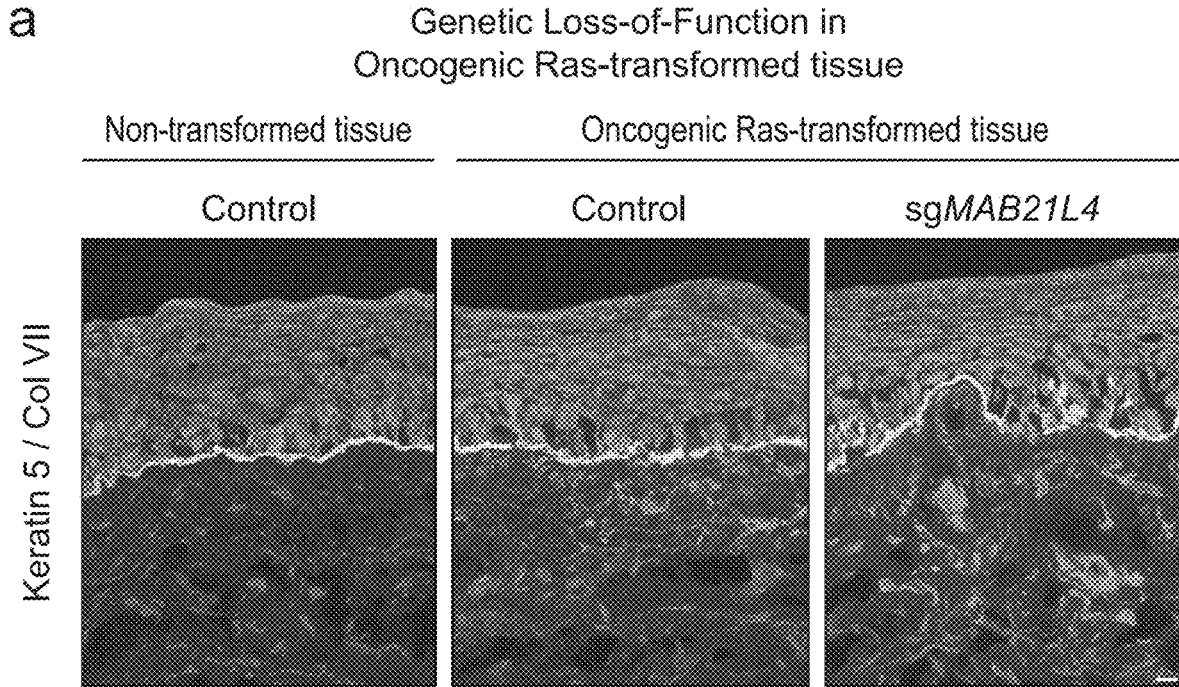 a
Genetic Loss-of-Function in
Oncogenic Ras-transformed tissue
Non-transformed tissue
Oncogenic Ras-transformed tissue
Control
Control
sgMAB21L4
Keratin 5 / Col VII